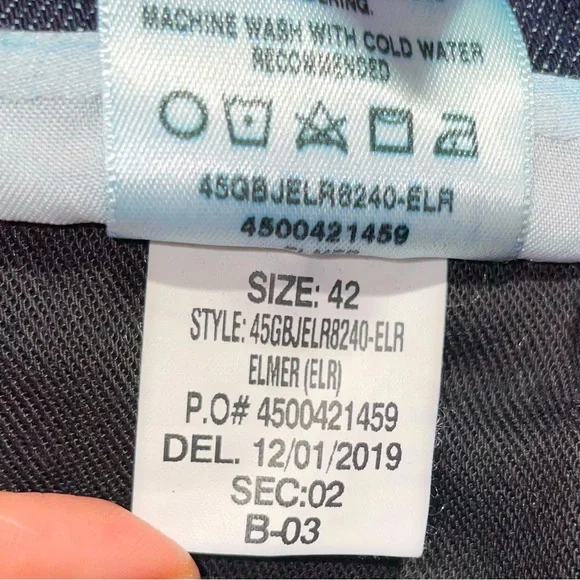 MACHINE WASH WITH COLD WATER
RECOMMENDED
45GBJELR8240-ELR
4500421459
SIZE: 42
STYLE: 45GBJELR8240-ELR
ELMER (ELR)
P.O# 4500421459
DEL. 12/01/2019
SEC:02
B-03